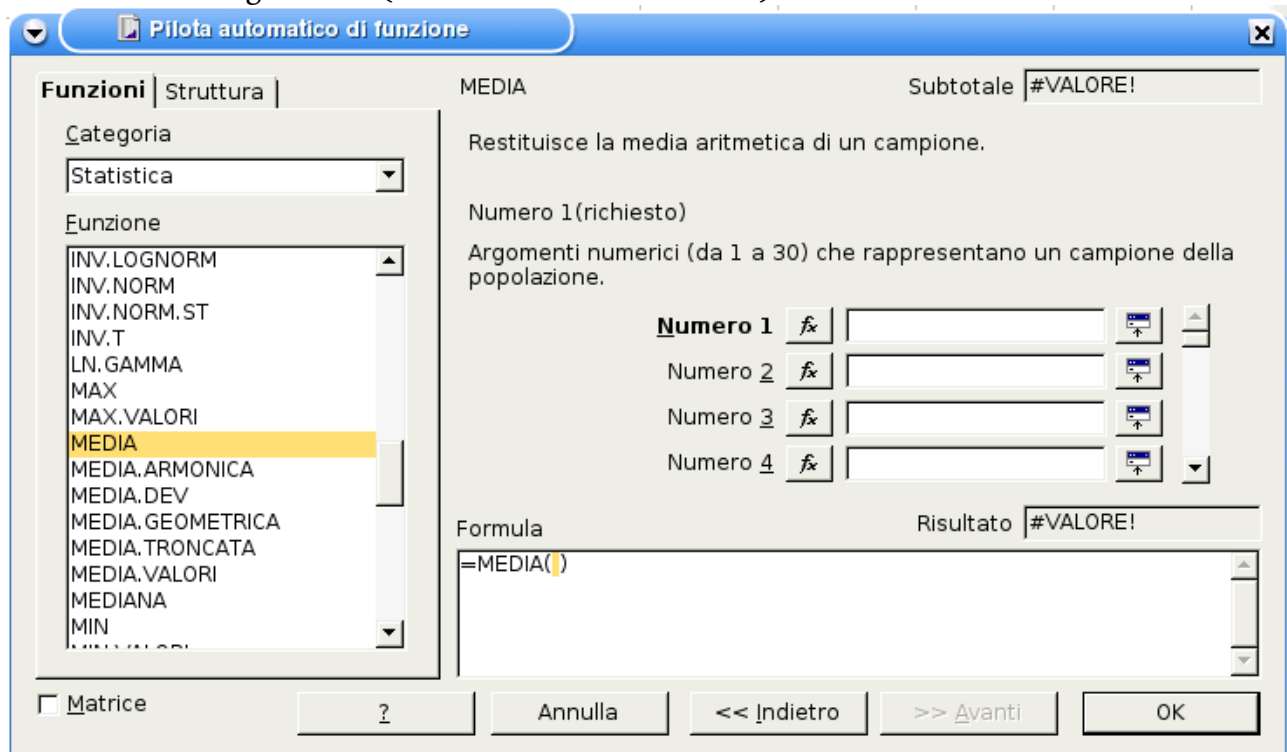 Pilota automatico di funzione
Funzioni Struttura
MEDIA
Subtotale #VALORE!
Categoria
Statistica
Funzione
INV.LOGNORM
INV.NORM
INV.NORM.ST
INV.T
LN.GAMMA
MAX
MAX.VALORI
MEDIA
MEDIA.ARMONICA
MEDIA.DEV
MEDIA.GEOMETRICA
MEDIA.TRONCATA
MEDIA.VALORI
MEDIANA
MIN
Restituisce la media aritmetica di un campione.
Numero 1(richiesto)
Argomenti numerici (da 1 a 30) che rappresentano un campione della
popolazione.
Numero 1 fx
Numero 2 fx
Numero 3 fx
Numero 4 fx
Formula
Risultato #VALORE!
=MEDIA( )
Matrice
?
Annulla
<< Indietro
>> Avanti
OK